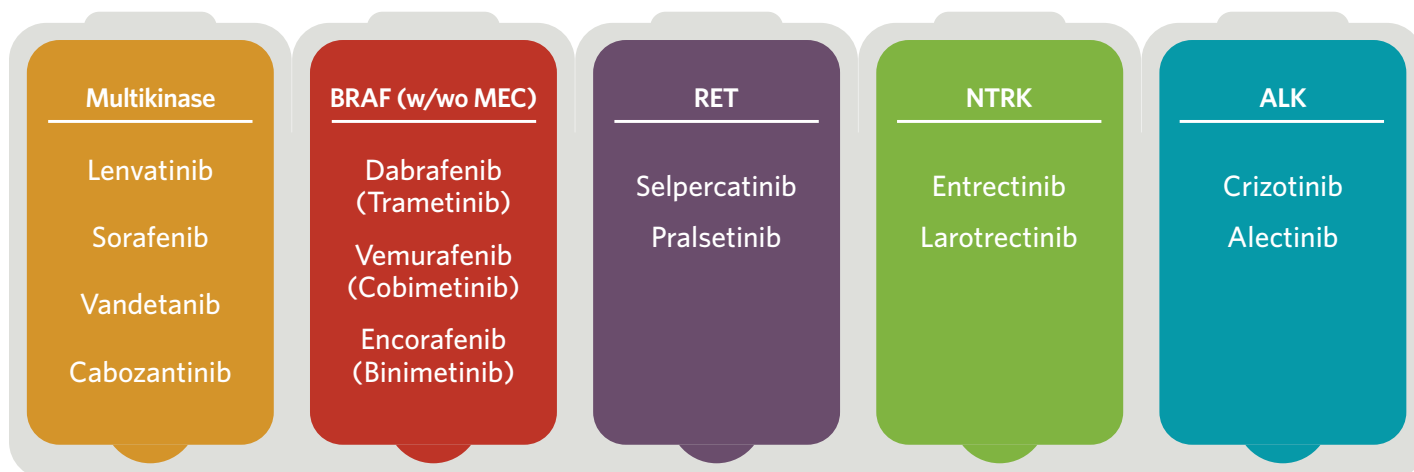 Multikinase
Lenvatinib
Sorafenib
Vandetanib
Cabozantinib
BRAF (w/wo MEC)
Dabrafenib
(Trametinib)
Vemurafenib
(Cobimetinib)
Encorafenib
(Binimetinib)
RET
Selpercatinib
Pralsetinib
NTRK
Entrectinib
Larotrectinib
ALK
Crizotinib
Alectinib